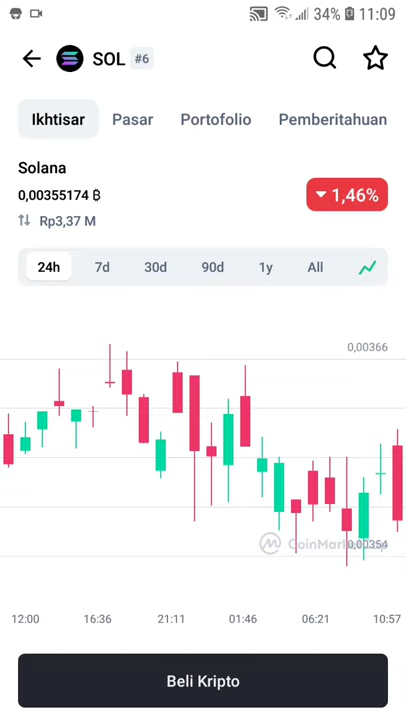 34% 11:09
SOL #6
Ikhtisar Pasar Portofolio Pemberitahuan
Solana
0,00355174 ₿
1,46%
Rp3,37 M
24h 7d 30d 90d 1y All
0,00366
CoinMarketCap
0,00354
12:00 16:36 21:11 01:46 06:21 10:57
Beli Kripto